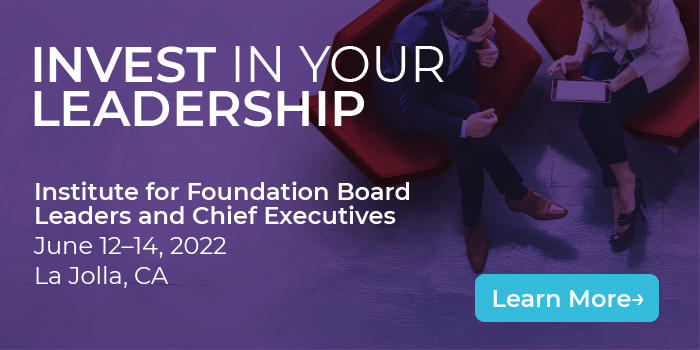 INVEST IN YOUR
LEADERSHIP
Institute for Foundation Board
Leaders and Chief Executives
June 12–14, 2022
La Jolla, CA
Learn More→